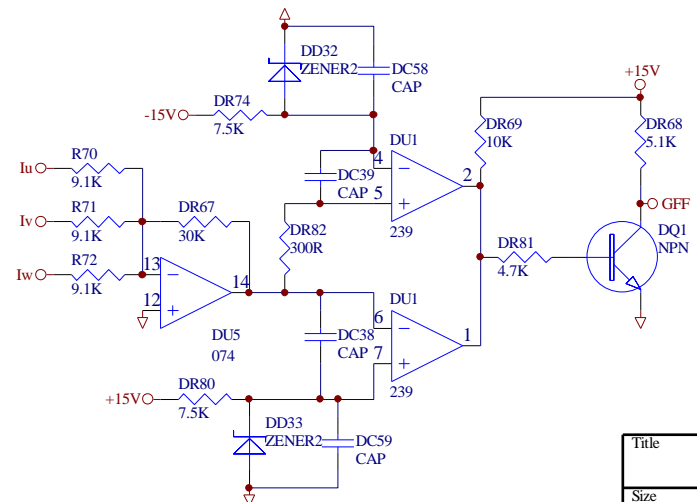 DD32
ZENER2
DC58
CAP
+15V
DR74
-15V
7.5K
DU1
DR69
10K
DR68
5.1K
R70
Iu
9.1K
4
DC39
CAP
5
2
239
GFF
R71
Iv
9.1K
DR67
30K
DR82
300R
DR81
4.7K
DQ1
NPN
R72
Iw
9.1K
13
12
14
DU5
074
DU1
6
7
1
239
DC38
CAP
DR80
+15V
7.5K
DD33
ZENER2
DC59
CAP
Title
Size